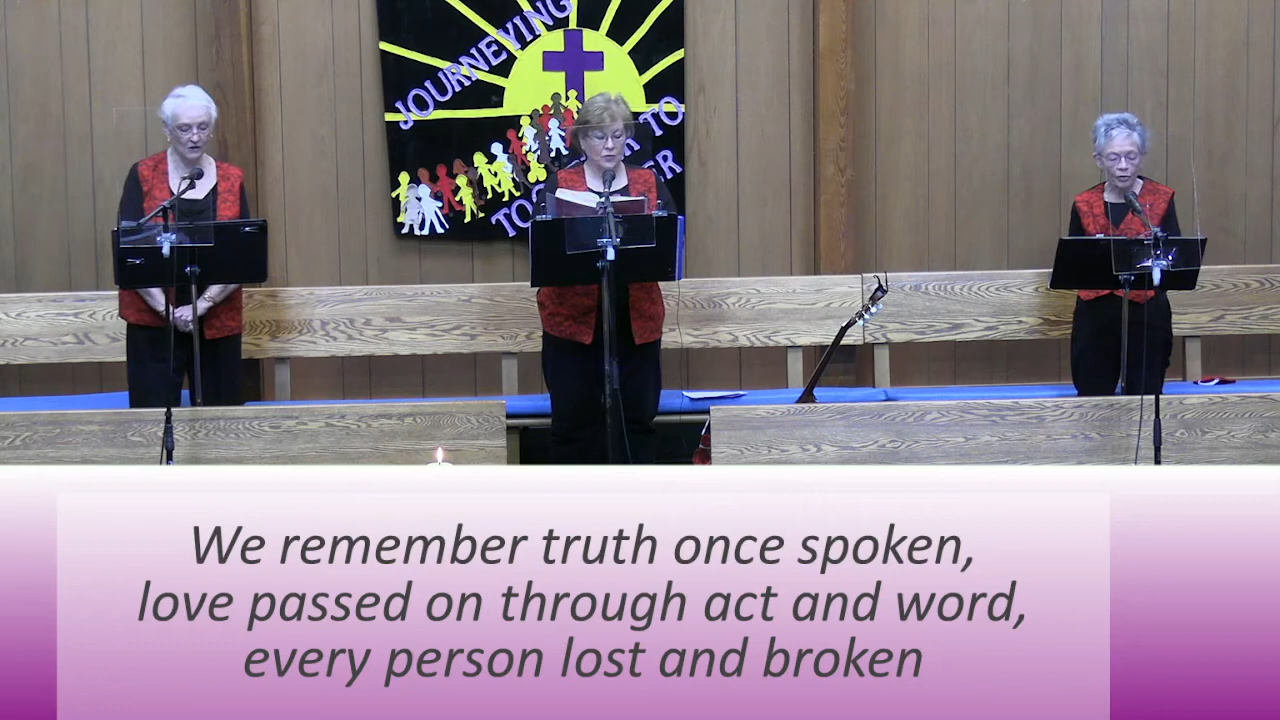 JOURNEYING
TO
TO
We remember truth once spoken,
love passed on through act and word,
every person lost and broken